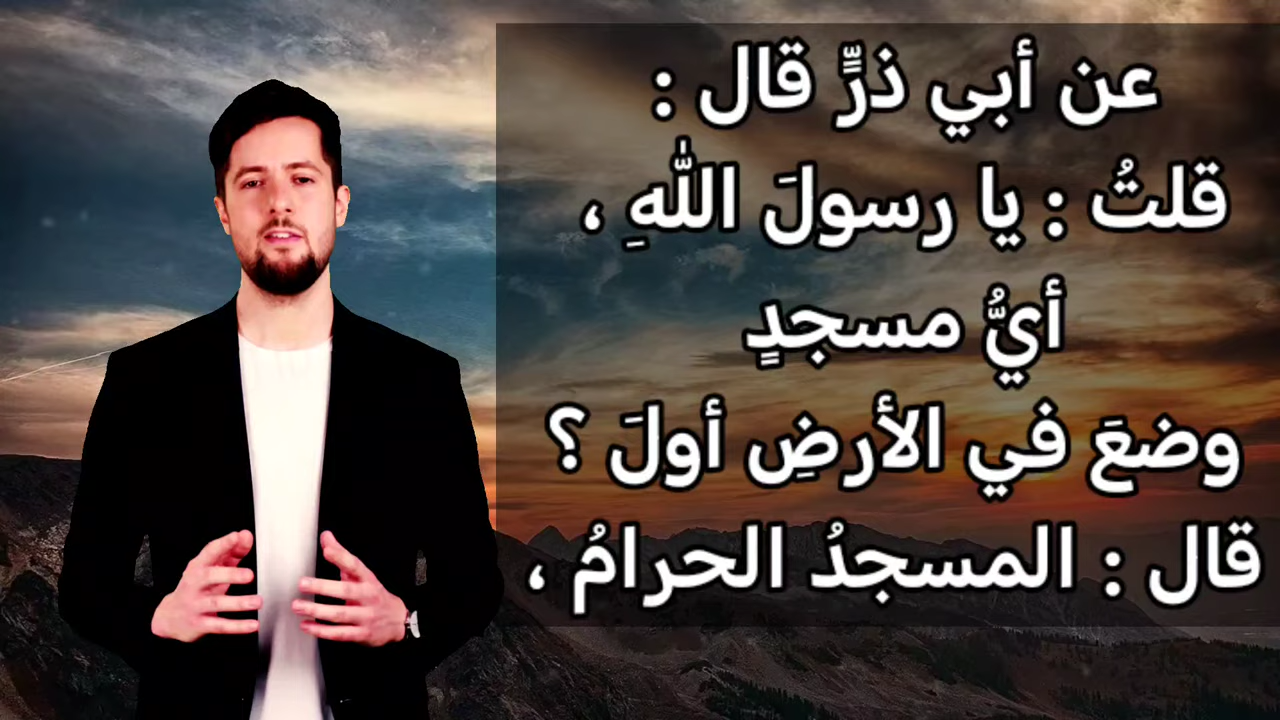 عن أبي ذرٍّ قال :
قلتُ : يا رسولَ اللّٰهِ ،
أيُّ مسجدٍ
وضعَ في الأرضِ أولَ ؟
قال : المسجدُ الحرامُ ،